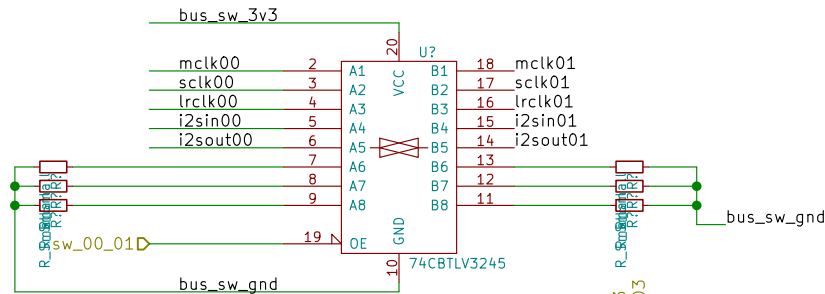 bus_sw_3v3
U?
20
VCC
mclk00 2 A1 B1 18 mclk01
sclk00 3 A2 B2 17 sclk01
lrclk00 4 A3 B3 16 lrclk01
i2sin00 5 A4 B4 15 i2sin01
i2sout00 6 A5 B5 14 i2sout01
7 A6 B6 13
8 A7 B7 12
9 A8 B8 11
bus_sw_gnd
sw_00_01 19 OE
GND
10
74CBTLV3245
bus_sw_gnd